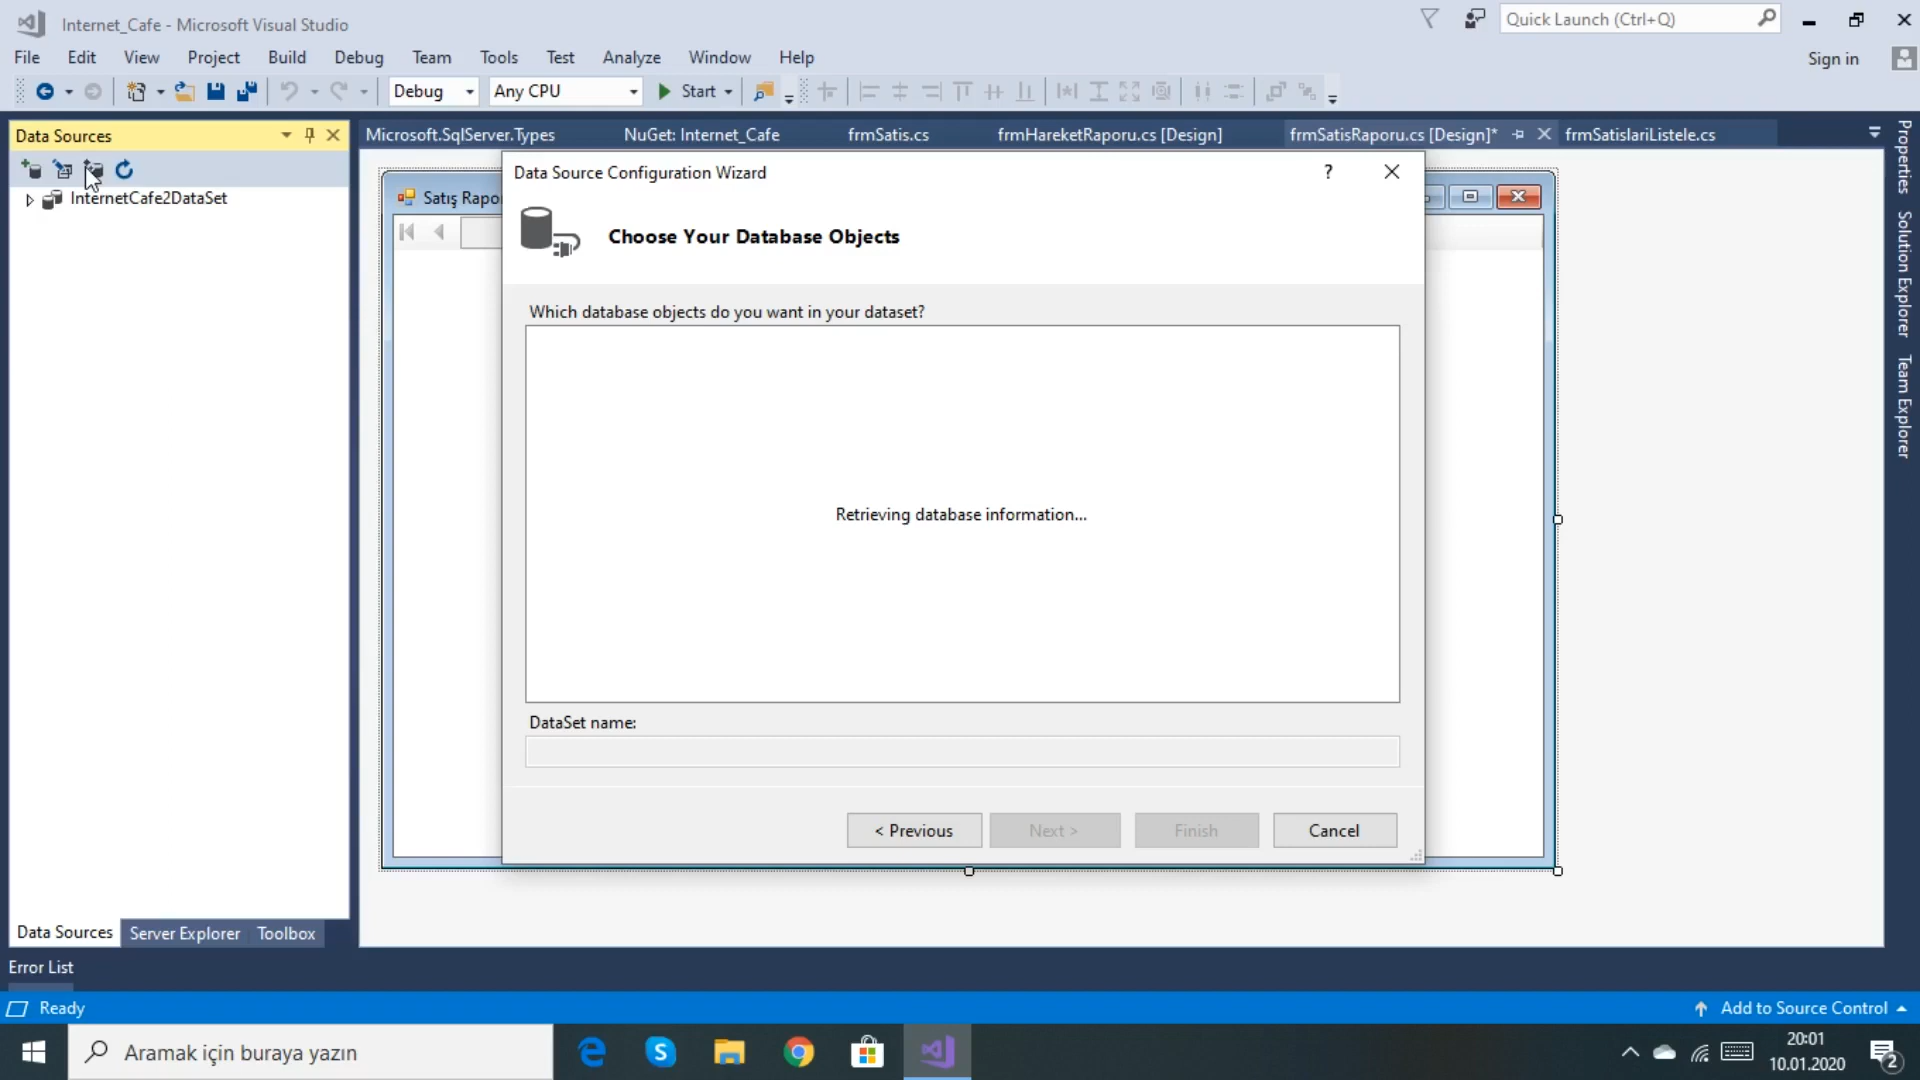 Internet_Cafe - Microsoft Visual Studio
Quick Launch (Ctrl+Q)
File Edit View Project Build Debug Team Tools Test Analyze Window Help
Sign in
Debug Any CPU Start
Data Sources
Microsoft.SqlServer.Types NuGet: Internet_Cafe frmSatis.cs frmHareketRaporu.cs [Design] frmSatisRaporu.cs [Design]* frmSatislariListele.cs
InternetCafe2DataSet
Satış Rapo
Data Source Configuration Wizard
?
Choose Your Database Objects
Which database objects do you want in your dataset?
Retrieving database information...
DataSet name:
< Previous Next > Finish Cancel
Properties
Solution Explorer
Team Explorer
Data Sources Server Explorer Toolbox
Error List
Ready
Add to Source Control
Aramak için buraya yazın
20:01
10.01.2020
2